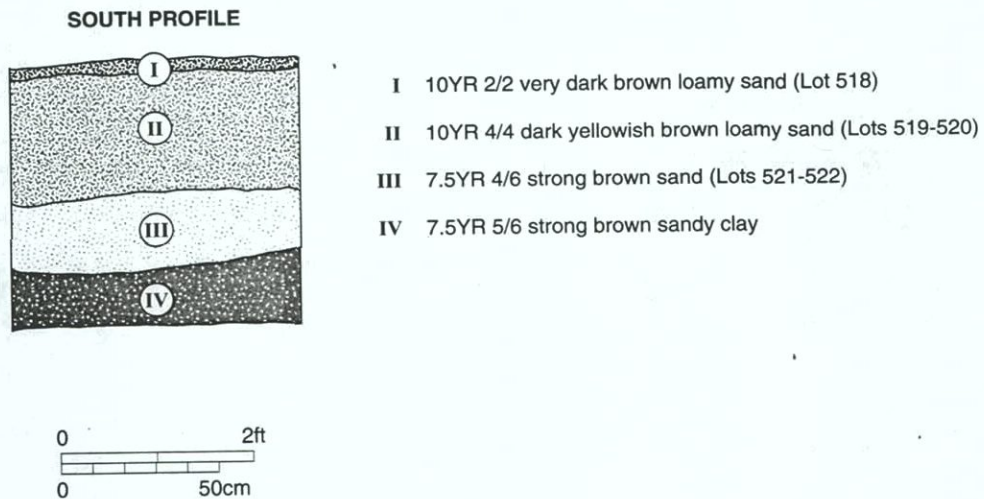 SOUTH PROFILE
I
II
III
IV
I 10YR 2/2 very dark brown loamy sand (Lot 518)
II 10YR 4/4 dark yellowish brown loamy sand (Lots 519-520)
III 7.5YR 4/6 strong brown sand (Lots 521-522)
IV 7.5YR 5/6 strong brown sandy clay
0 2ft
0 50cm